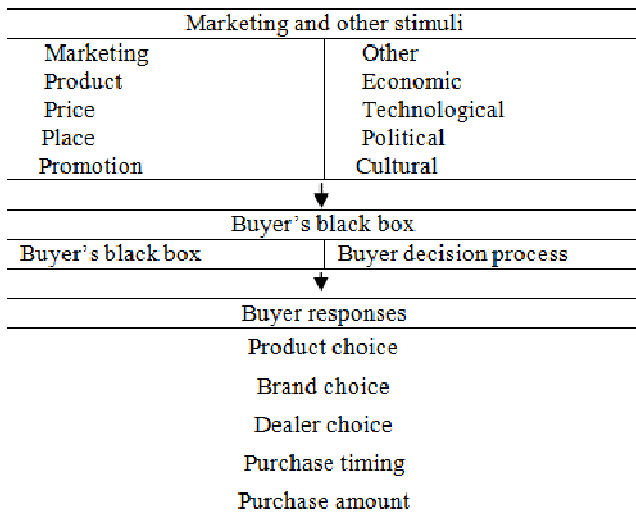 Marketing and other stimuli
Marketing Other
Product Economic
Price Technological
Place Political
Promotion Cultural
Buyer's black box
Buyer's black box Buyer decision process
Buyer responses
Product choice
Brand choice
Dealer choice
Purchase timing
Purchase amount